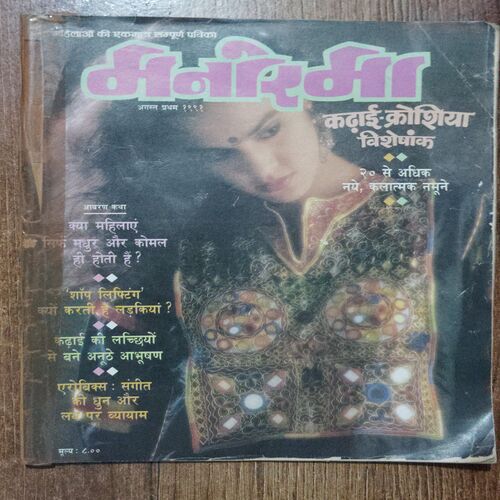 महिलाओं की एकमात्र सम्पूर्ण पत्रिका
मनोरमा
अगस्त प्रथम १९९१
कढ़ाई-क्रोशिया
विशेषांक
२० से अधिक
नये, कलात्मक नमूने
आवरण कथा
क्या महिलाएं
सिर्फ मधुर और कोमल
ही होती हैं ?
'शॉप लिफ्टिंग'
क्यों करती हैं लड़कियां ?
कढ़ाई की लच्छियों
से बने अनूठे आभूषण
एरोबिक्स : संगीत
की धुन और
लय पर व्यायाम
मूल्य : ८.००